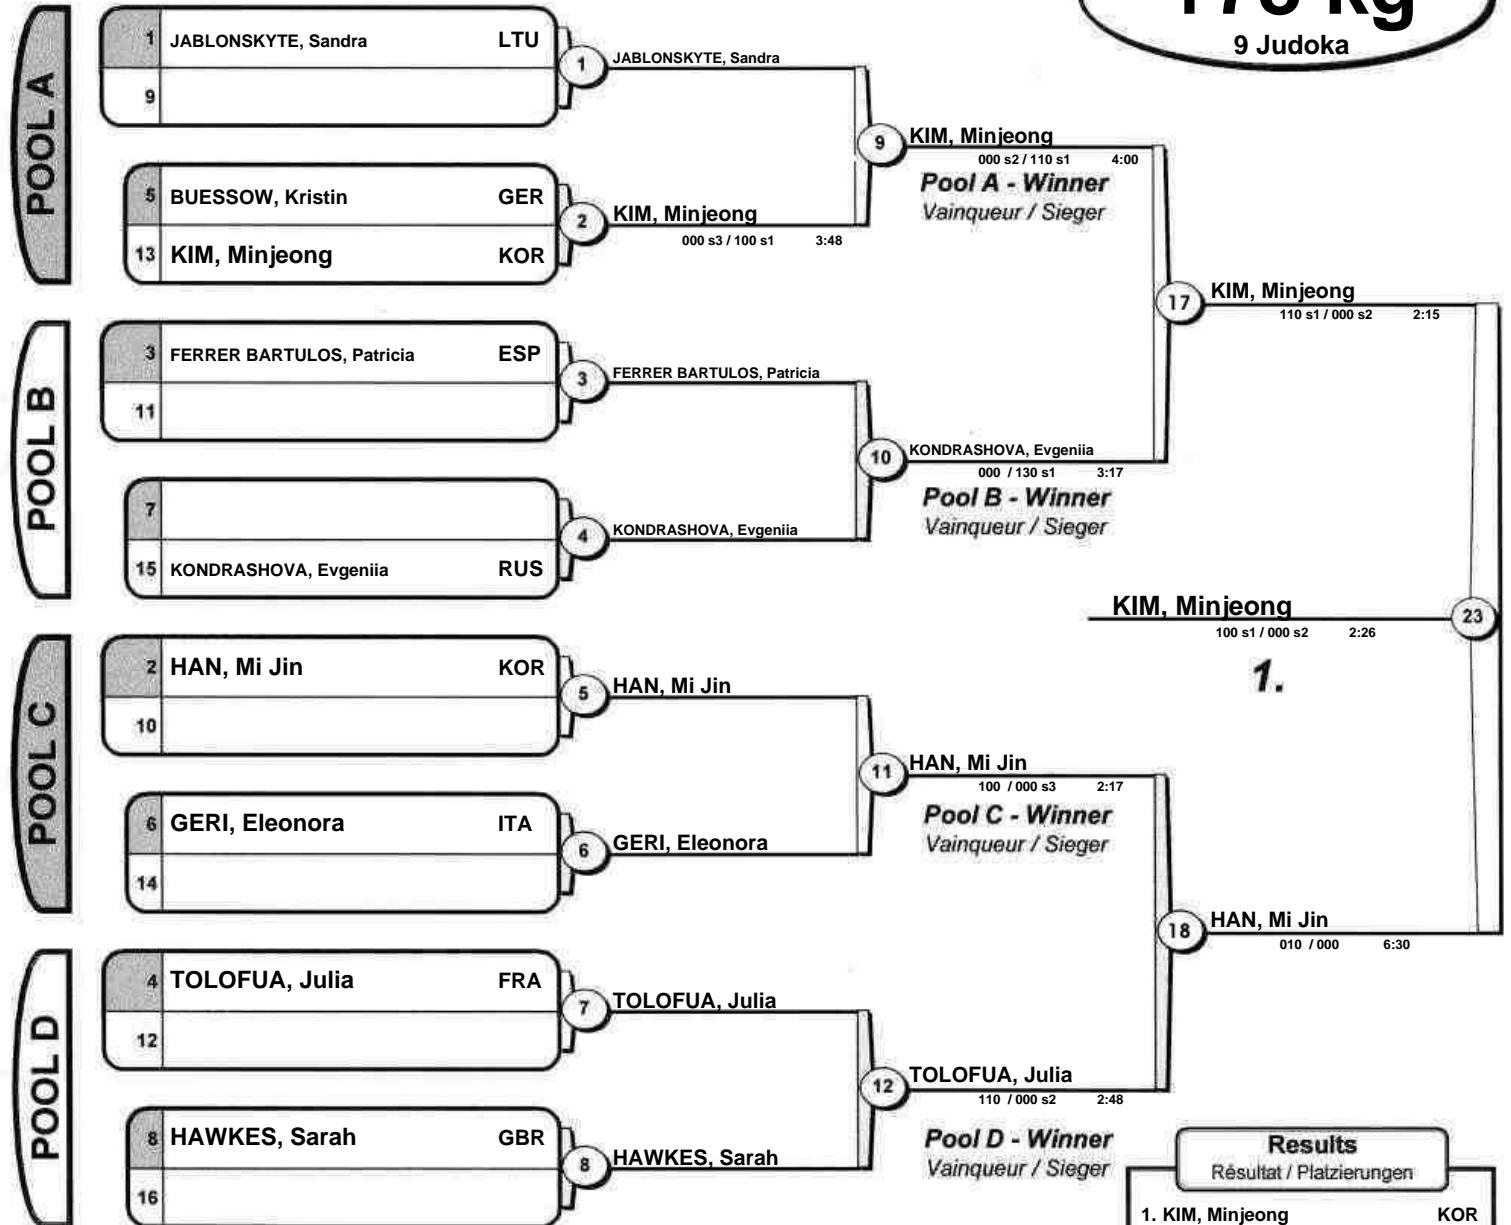 9 Judoka
POOL A
1 JABLONSKYTE, Sandra LTU
9
1 JABLONSKYTE, Sandra
5 BUESSOW, Kristin GER
13 KIM, Minjeong KOR
2 KIM, Minjeong
000 s3 / 100 s1 3:48
9 KIM, Minjeong
000 s2 / 110 s1 4:00
Pool A - Winner
Vainqueur / Sieger
POOL B
3 FERRER BARTULOS, Patricia ESP
11
3 FERRER BARTULOS, Patricia
7
15 KONDRASHOVA, Evgeniia RUS
4 KONDRASHOVA, Evgeniia
10 KONDRASHOVA, Evgeniia
000 / 130 s1 3:17
Pool B - Winner
Vainqueur / Sieger
17 KIM, Minjeong
110 s1 / 000 s2 2:15
KIM, Minjeong 23
100 s1 / 000 s2 2:26
1.
POOL C
2 HAN, Mi Jin KOR
10
5 HAN, Mi Jin
6 GERI, Eleonora ITA
14
6 GERI, Eleonora
11 HAN, Mi Jin
100 / 000 s3 2:17
Pool C - Winner
Vainqueur / Sieger
18 HAN, Mi Jin
010 / 000 6:30
POOL D
4 TOLOFUA, Julia FRA
12
7 TOLOFUA, Julia
8 HAWKES, Sarah GBR
16
8 HAWKES, Sarah
12 TOLOFUA, Julia
110 / 000 s2 2:48
Pool D - Winner
Vainqueur / Sieger
Results
Résultat / Platzierungen
1. KIM, Minjeong KOR